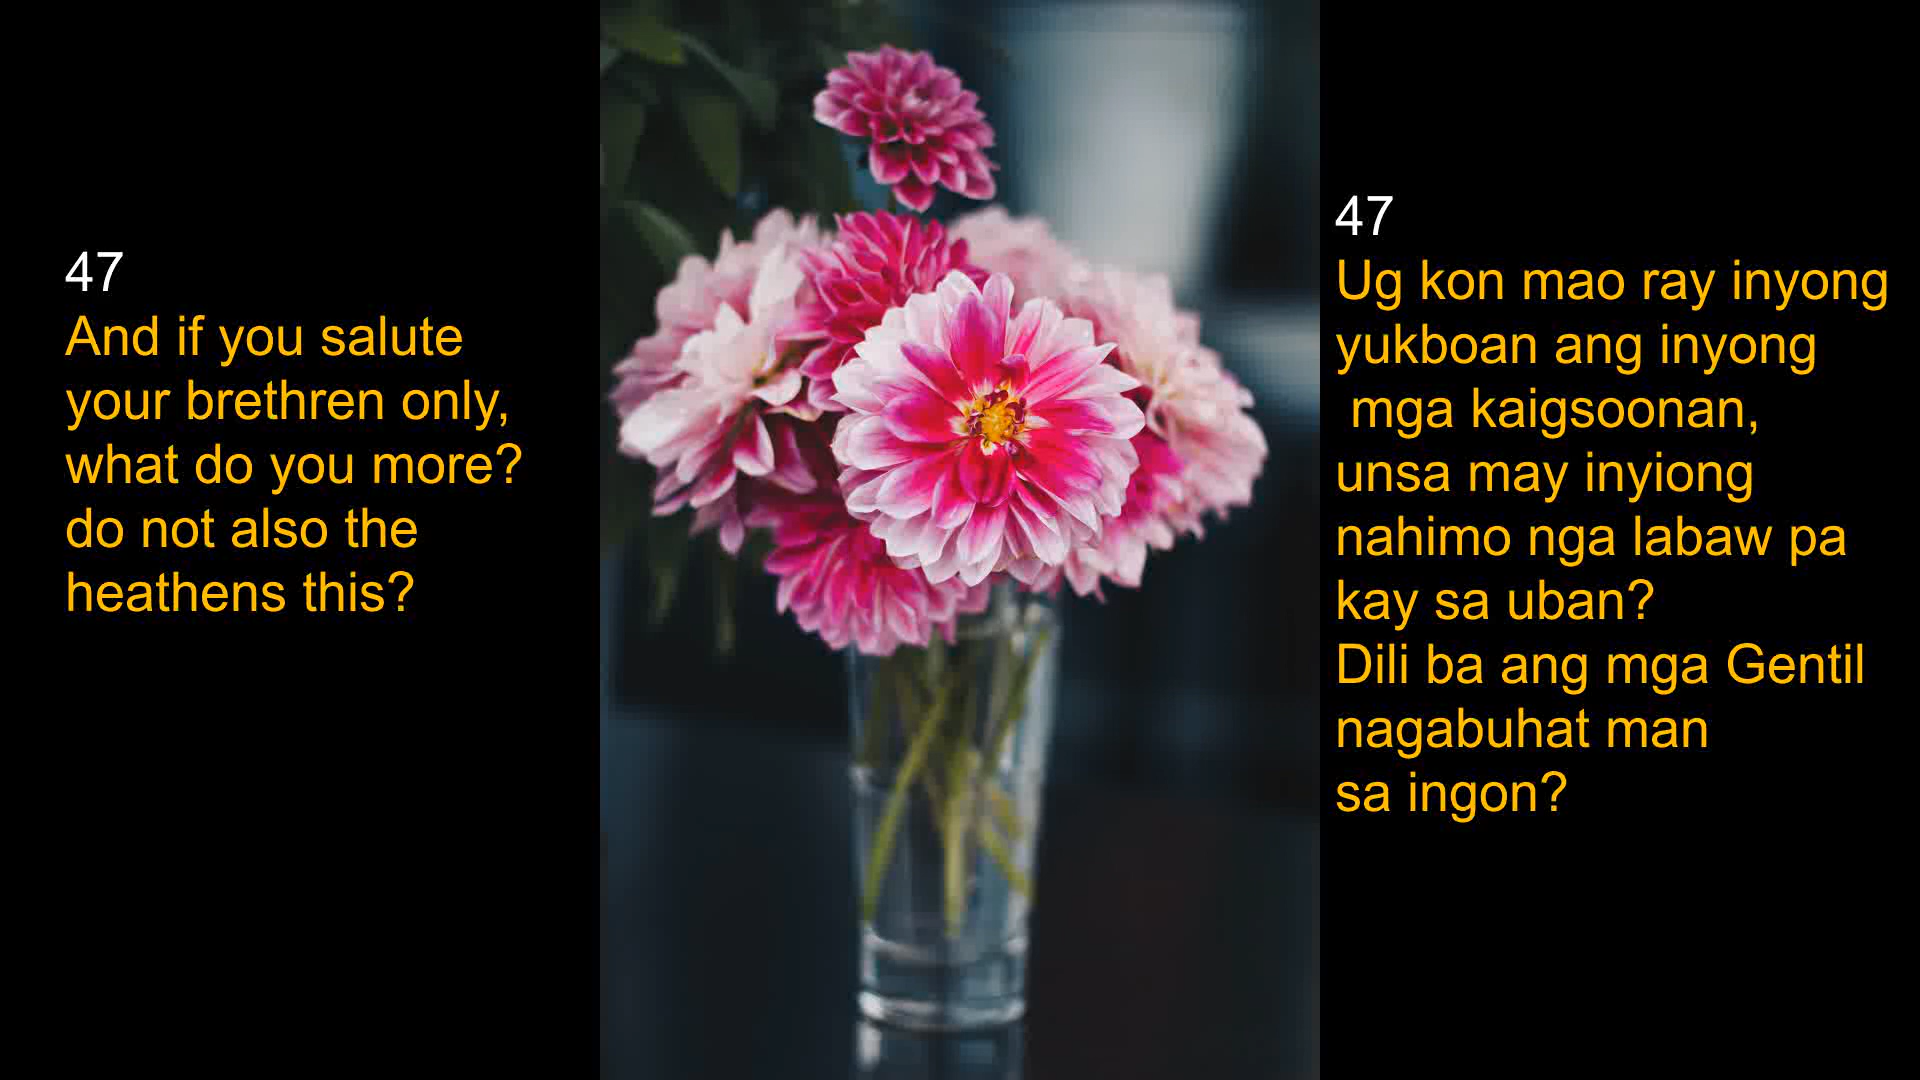 47
And if you salute
your brethren only,
what do you more?
do not also the
heathens this?
47
Ug kon mao ray inyong
yukboan ang inyong
mga kaigsoonan,
unsa may inyiong
nahimo nga labaw pa
kay sa uban?
Dili ba ang mga Gentil
nagabuhat man
sa ingon?